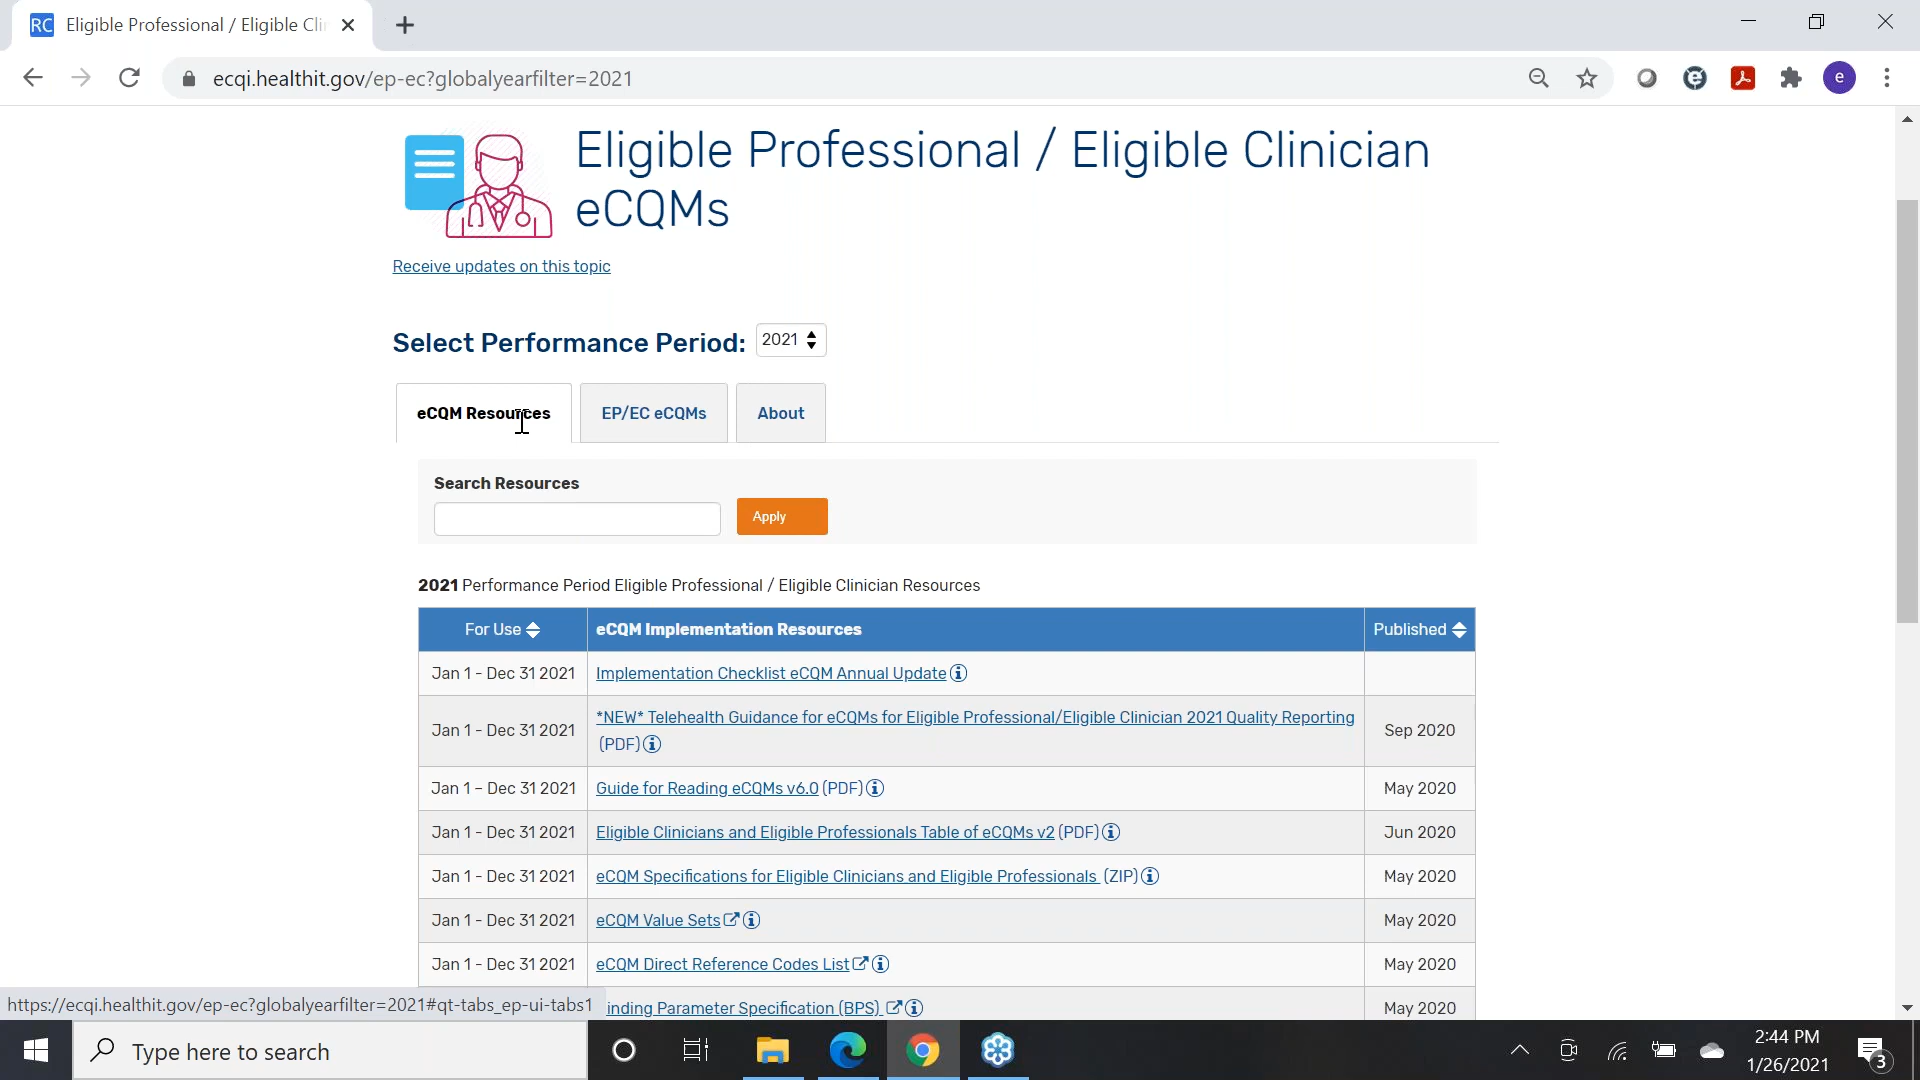 RC Eligible Professional / Eligible Cli
ecqi.healthit.gov/ep-ec?globalyearfilter=2021
e
Eligible Professional / Eligible Clinician
eCQMs
Receive updates on this topic
Select Performance Period: 2021
eCQM Resources EP/EC eCQMs About
Search Resources
Apply
2021 Performance Period Eligible Professional / Eligible Clinician Resources
For Use eCQM Implementation Resources Published
Jan 1 - Dec 31 2021 Implementation Checklist eCQM Annual Update
Jan 1 - Dec 31 2021 *NEW* Telehealth Guidance for eCQMs for Eligible Professional/Eligible Clinician 2021 Quality Reporting Sep 2020
(PDF)
Jan 1 – Dec 31 2021 Guide for Reading eCQMs v6.0 (PDF) May 2020
Jan 1 - Dec 31 2021 Eligible Clinicians and Eligible Professionals Table of eCQMs v2 (PDF) Jun 2020
Jan 1 - Dec 31 2021 eCQM Specifications for Eligible Clinicians and Eligible Professionals (ZIP) May 2020
Jan 1 - Dec 31 2021 eCQM Value Sets May 2020
Jan 1 - Dec 31 2021 eCQM Direct Reference Codes List May 2020
https://ecqi.healthit.gov/ep-ec?globalyearfilter=2021#qt-tabs_ep-ui-tabs1 inding Parameter Specification (BPS) May 2020
Type here to search
2:44 PM
1/26/2021
3